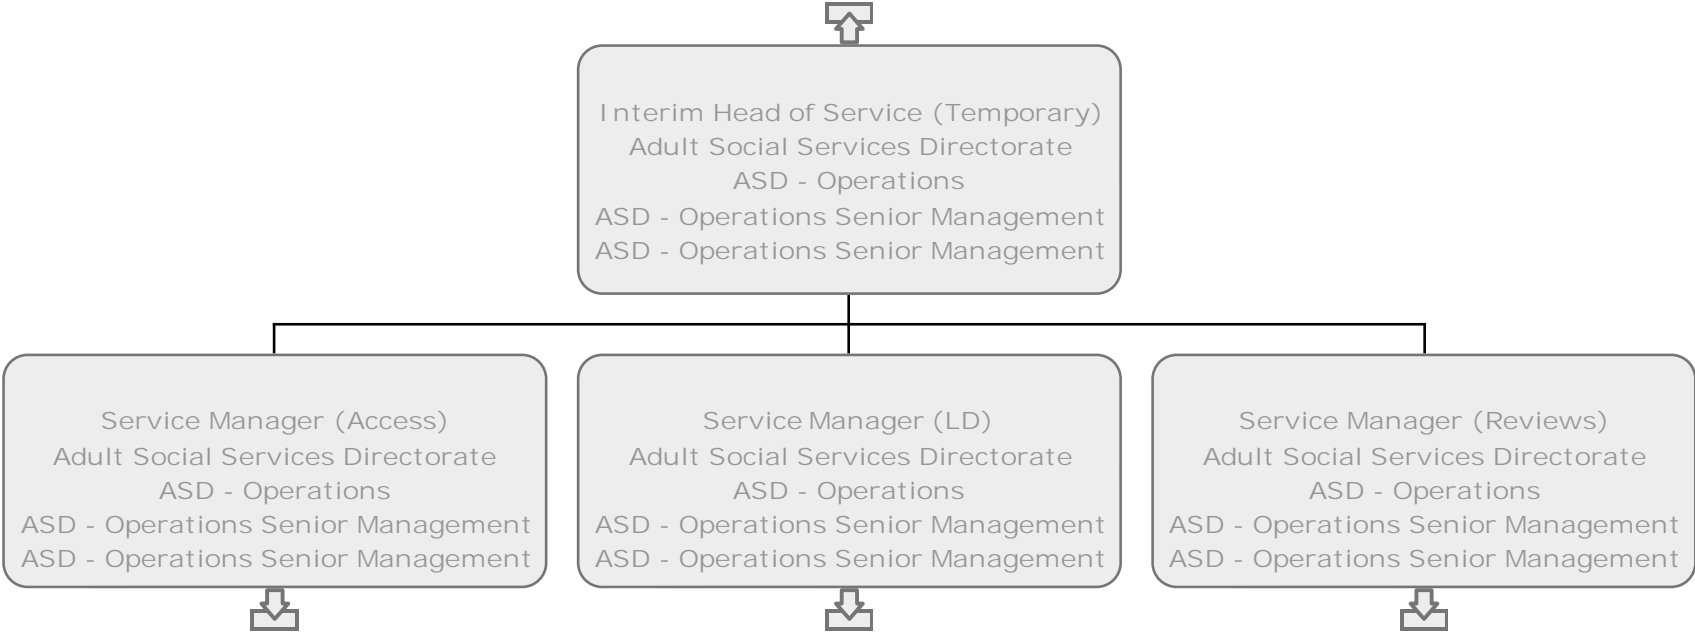 Interim Head of Service (Temporary)
Adult Social Services Directorate
ASD - Operations
ASD - Operations Senior Management
ASD - Operations Senior Management
Service Manager (Access)
Adult Social Services Directorate
ASD - Operations
ASD - Operations Senior Management
ASD - Operations Senior Management
Service Manager (LD)
Adult Social Services Directorate
ASD - Operations
ASD - Operations Senior Management
ASD - Operations Senior Management
Service Manager (Reviews)
Adult Social Services Directorate
ASD - Operations
ASD - Operations Senior Management
ASD - Operations Senior Management